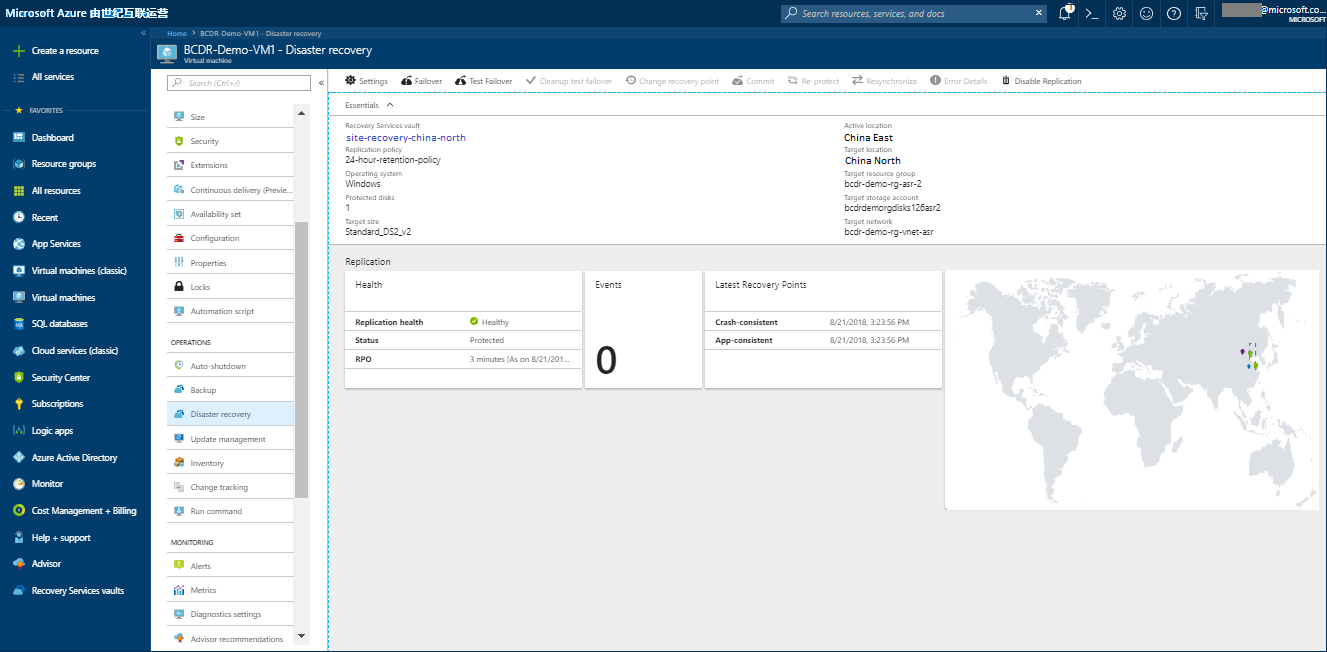 Microsoft Azure 由世纪互联运营
Search resources, services, and docs
1
@microsoft.co...
MICROSOFT
Create a resource
All services
FAVORITES
Dashboard
Resource groups
All resources
Recent
App Services
Virtual machines (classic)
Virtual machines
SQL databases
Cloud services (classic)
Security Center
Subscriptions
Logic apps
Azure Active Directory
Monitor
Cost Management + Billing
Help + support
Advisor
Recovery Services vaults
Home > BCDR-Demo-VM1 - Disaster recovery
BCDR-Demo-VM1 - Disaster recovery
Virtual machine
Search (Ctrl+/)
Size
Security
Extensions
Continuous delivery (Previe...
Availability set
Configuration
Properties
Locks
Automation script
OPERATIONS
Auto-shutdown
Backup
Disaster recovery
Update management
Inventory
Change tracking
Run command
MONITORING
Alerts
Metrics
Diagnostics settings
Advisor recommendations
Settings Failover Test Failover Cleanup test failover Change recovery point Commit Re-protect Resynchronize Error Details Disable Replication
Essentials
Recovery Services vault
site-recovery-china-north
Replication policy
24-hour-retention-policy
Operating system
Windows
Protected disks
1
Target size
Standard_DS2_v2
Active location
China East
Target location
China North
Target resource group
bcdr-demo-rg-asr-2
Target storage account
bcdrdemorgdisks126asr2
Target network
bcdr-demo-rg-vnet-asr
Replication
Health
Replication health Healthy
Status Protected
RPO 3 minutes [As on 8/21/201...
Events
0
Latest Recovery Points
Crash-consistent 8/21/2018, 3:23:56 PM
App-consistent 8/21/2018, 3:23:56 PM